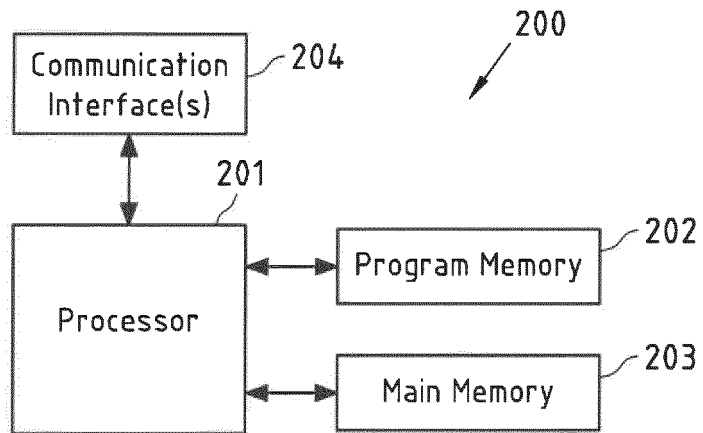 200
Communication
Interface(s)
204
201
Processor
Program Memory
202
Main Memory
203